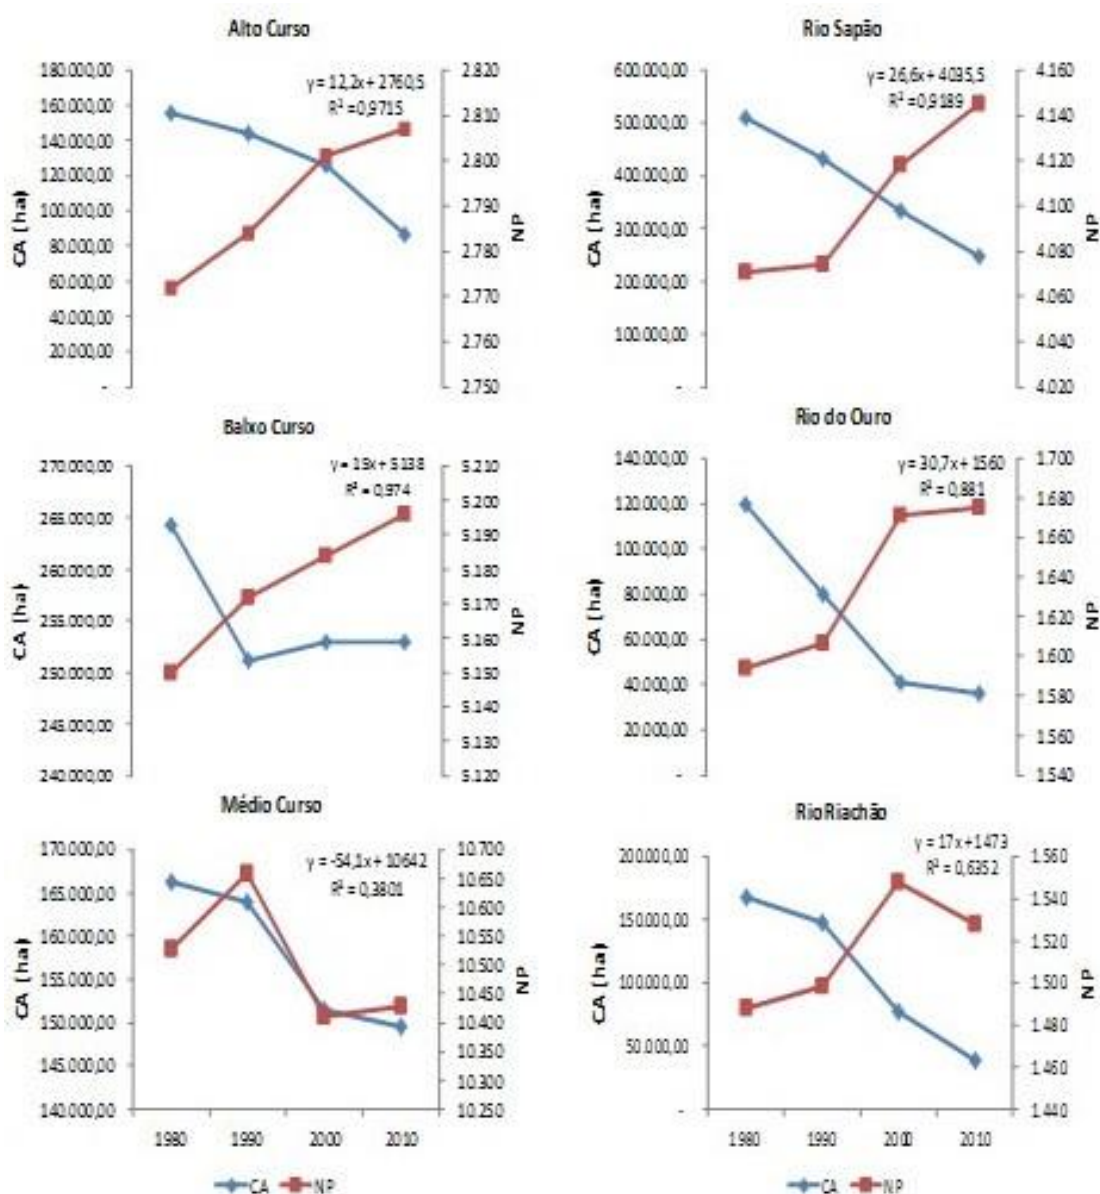 Alto Curso
180.000,00
160.000,00
140.000,00
120.000,00
100.000,00
80.000,00
60.000,00
40.000,00
20.000,00
-
CA (ha)
y = 12,2x + 2760,5
R² = 0,9715
2.820
2.810
2.800
2.790
2.780
2.770
2.760
2.750
NP
Rio Sapão
600.000,00
500.000,00
400.000,00
300.000,00
200.000,00
100.000,00
-
CA (ha)
y = 26,6x + 4035,5
R² = 0,9189
4.160
4.140
4.120
4.100
4.080
4.060
4.040
4.020
NP
Baixo Curso
270.000,00
265.000,00
260.000,00
255.000,00
250.000,00
245.000,00
240.000,00
CA (ha)
y = 15x + 5138
R² = 0,974
5.210
5.200
5.190
5.180
5.170
5.160
5.150
5.140
5.130
5.120
NP
Rio do Ouro
140.000,00
120.000,00
100.000,00
80.000,00
60.000,00
40.000,00
20.000,00
-
CA (ha)
y = 30,7x + 1560
R² = 0,881
1.700
1.680
1.660
1.640
1.620
1.600
1.580
1.560
1.540
NP
Médio Curso
170.000,00
165.000,00
160.000,00
155.000,00
150.000,00
145.000,00
140.000,00
CA (ha)
y = -54,1x + 10642
R² = 0,3801
10.700
10.650
10.600
10.550
10.500
10.450
10.400
10.350
10.300
10.250
NP
1980 1990 2000 2010
CA NP
Rio Riachão
200.000,00
150.000,00
100.000,00
50.000,00
-
CA (ha)
y = 17x + 1473
R² = 0,6352
1.560
1.540
1.520
1.500
1.480
1.460
1.440
NP
1980 1990 2000 2010
CA NP